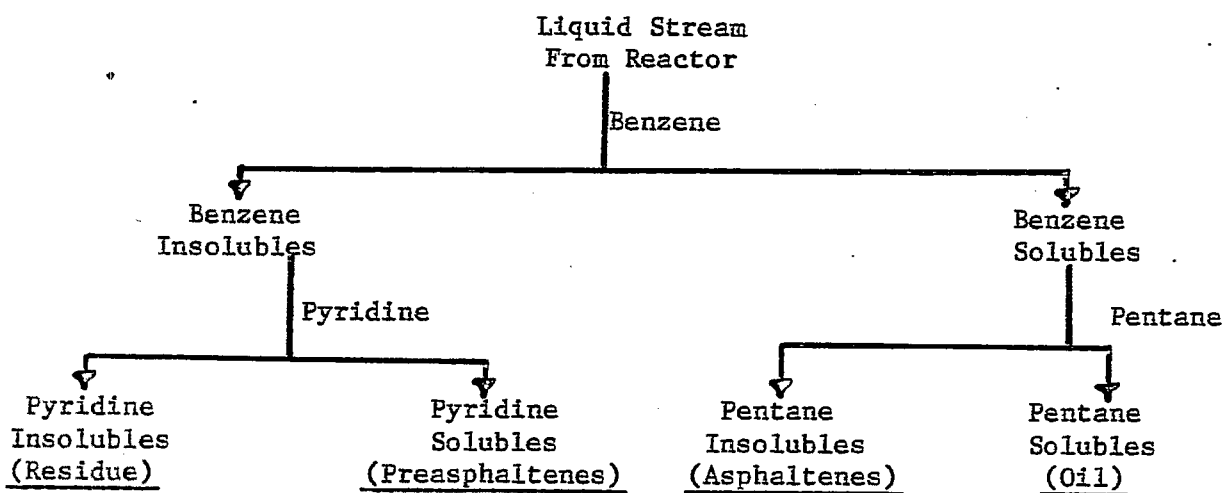 Liquid Stream
From Reactor
Benzene
Benzene
Insolubles
Benzene
Solubles
Pyridine
Pentane
Pyridine
Insolubles
(Residue)
Pyridine
Solubles
(Preasphaltenes)
Pentane
Insolubles
(Asphaltenes)
Pentane
Solubles
(Oil)